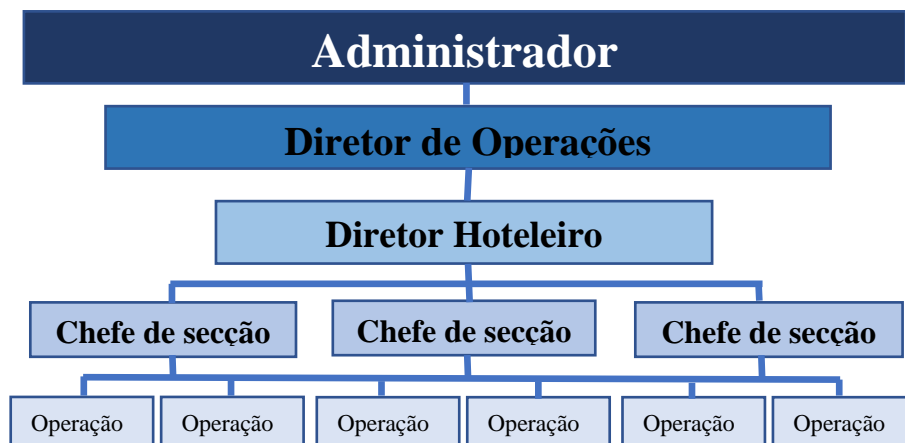 Administrador
Diretor de Operações
Diretor Hoteleiro
Chefe de secção
Chefe de secção
Chefe de secção
Operação
Operação
Operação
Operação
Operação
Operação